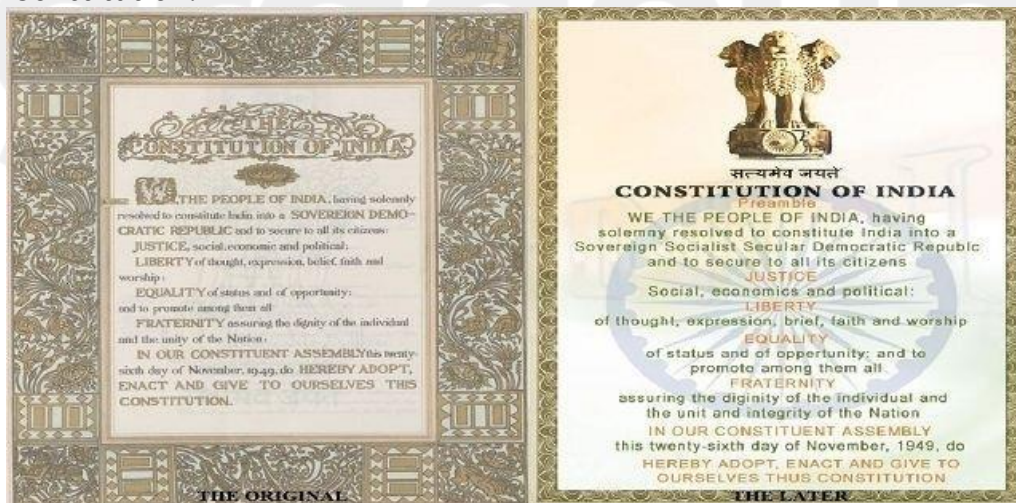 THE
CONSTITUTION OF INDIA
WE, THE PEOPLE OF INDIA, having solemnly
resolved to constitute India into a SOVEREIGN DEMO-
CRATIC REPUBLIC and to secure to all its citizens:
JUSTICE, social, economic and political;
LIBERTY of thought, expression, belief, faith and
worship;
EQUALITY of status and of opportunity;
and to promote among them all
FRATERNITY assuring the dignity of the individual
and the unity of the Nation;
IN OUR CONSTITUENT ASSEMBLY this twenty-
sixth day of November, 1949, do HEREBY ADOPT,
ENACT AND GIVE TO OURSELVES THIS
CONSTITUTION.
THE ORIGINAL
सत्यमेव जयते
CONSTITUTION OF INDIA
Preamble
WE THE PEOPLE OF INDIA, having
solemny resolved to constitute India into a
Sovereign Socialist Secular Democratic Republc
and to secure to all its citizens
JUSTICE
Social, economics and political;
LIBERTY
of thought, expression, brief, faith and worship
EQUALITY
of status and of opportunity; and to
promote among them all
FRATERNITY
assuring the diginity of the individual and
the unit and integrity of the Nation
IN OUR CONSTITUENT ASSEMBLY
this twenty-sixth day of November, 1949, do
HEREBY ADOPT, ENACT AND GIVE TO
OURSELVES THUS CONSTITUTION
THE LATER